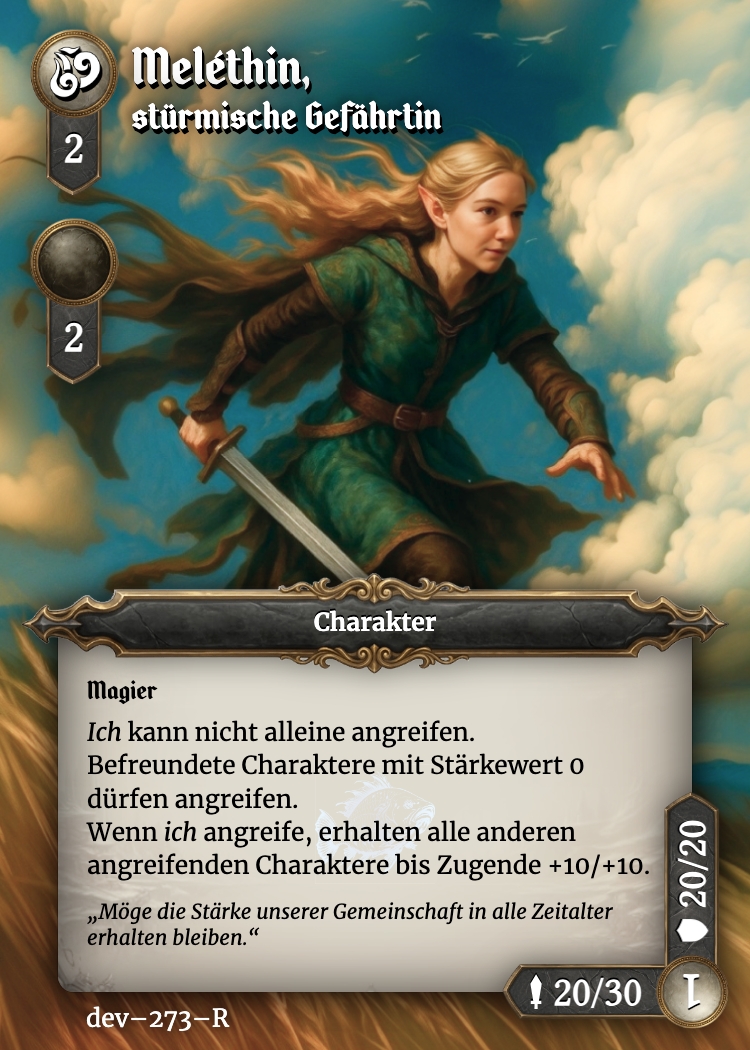 Meléthin,
stürmische Gefährtin
2
2
Charakter
Magier
Ich kann nicht alleine angreifen.
Befreundete Charaktere mit Stärkewert 0
dürfen angreifen.
Wenn ich angreife, erhalten alle anderen
angreifenden Charaktere bis Zugende +10/+10.
„Möge die Stärke unserer Gemeinschaft in alle Zeitalter
erhalten bleiben.“
20/20
20/30
1
dev–273–R